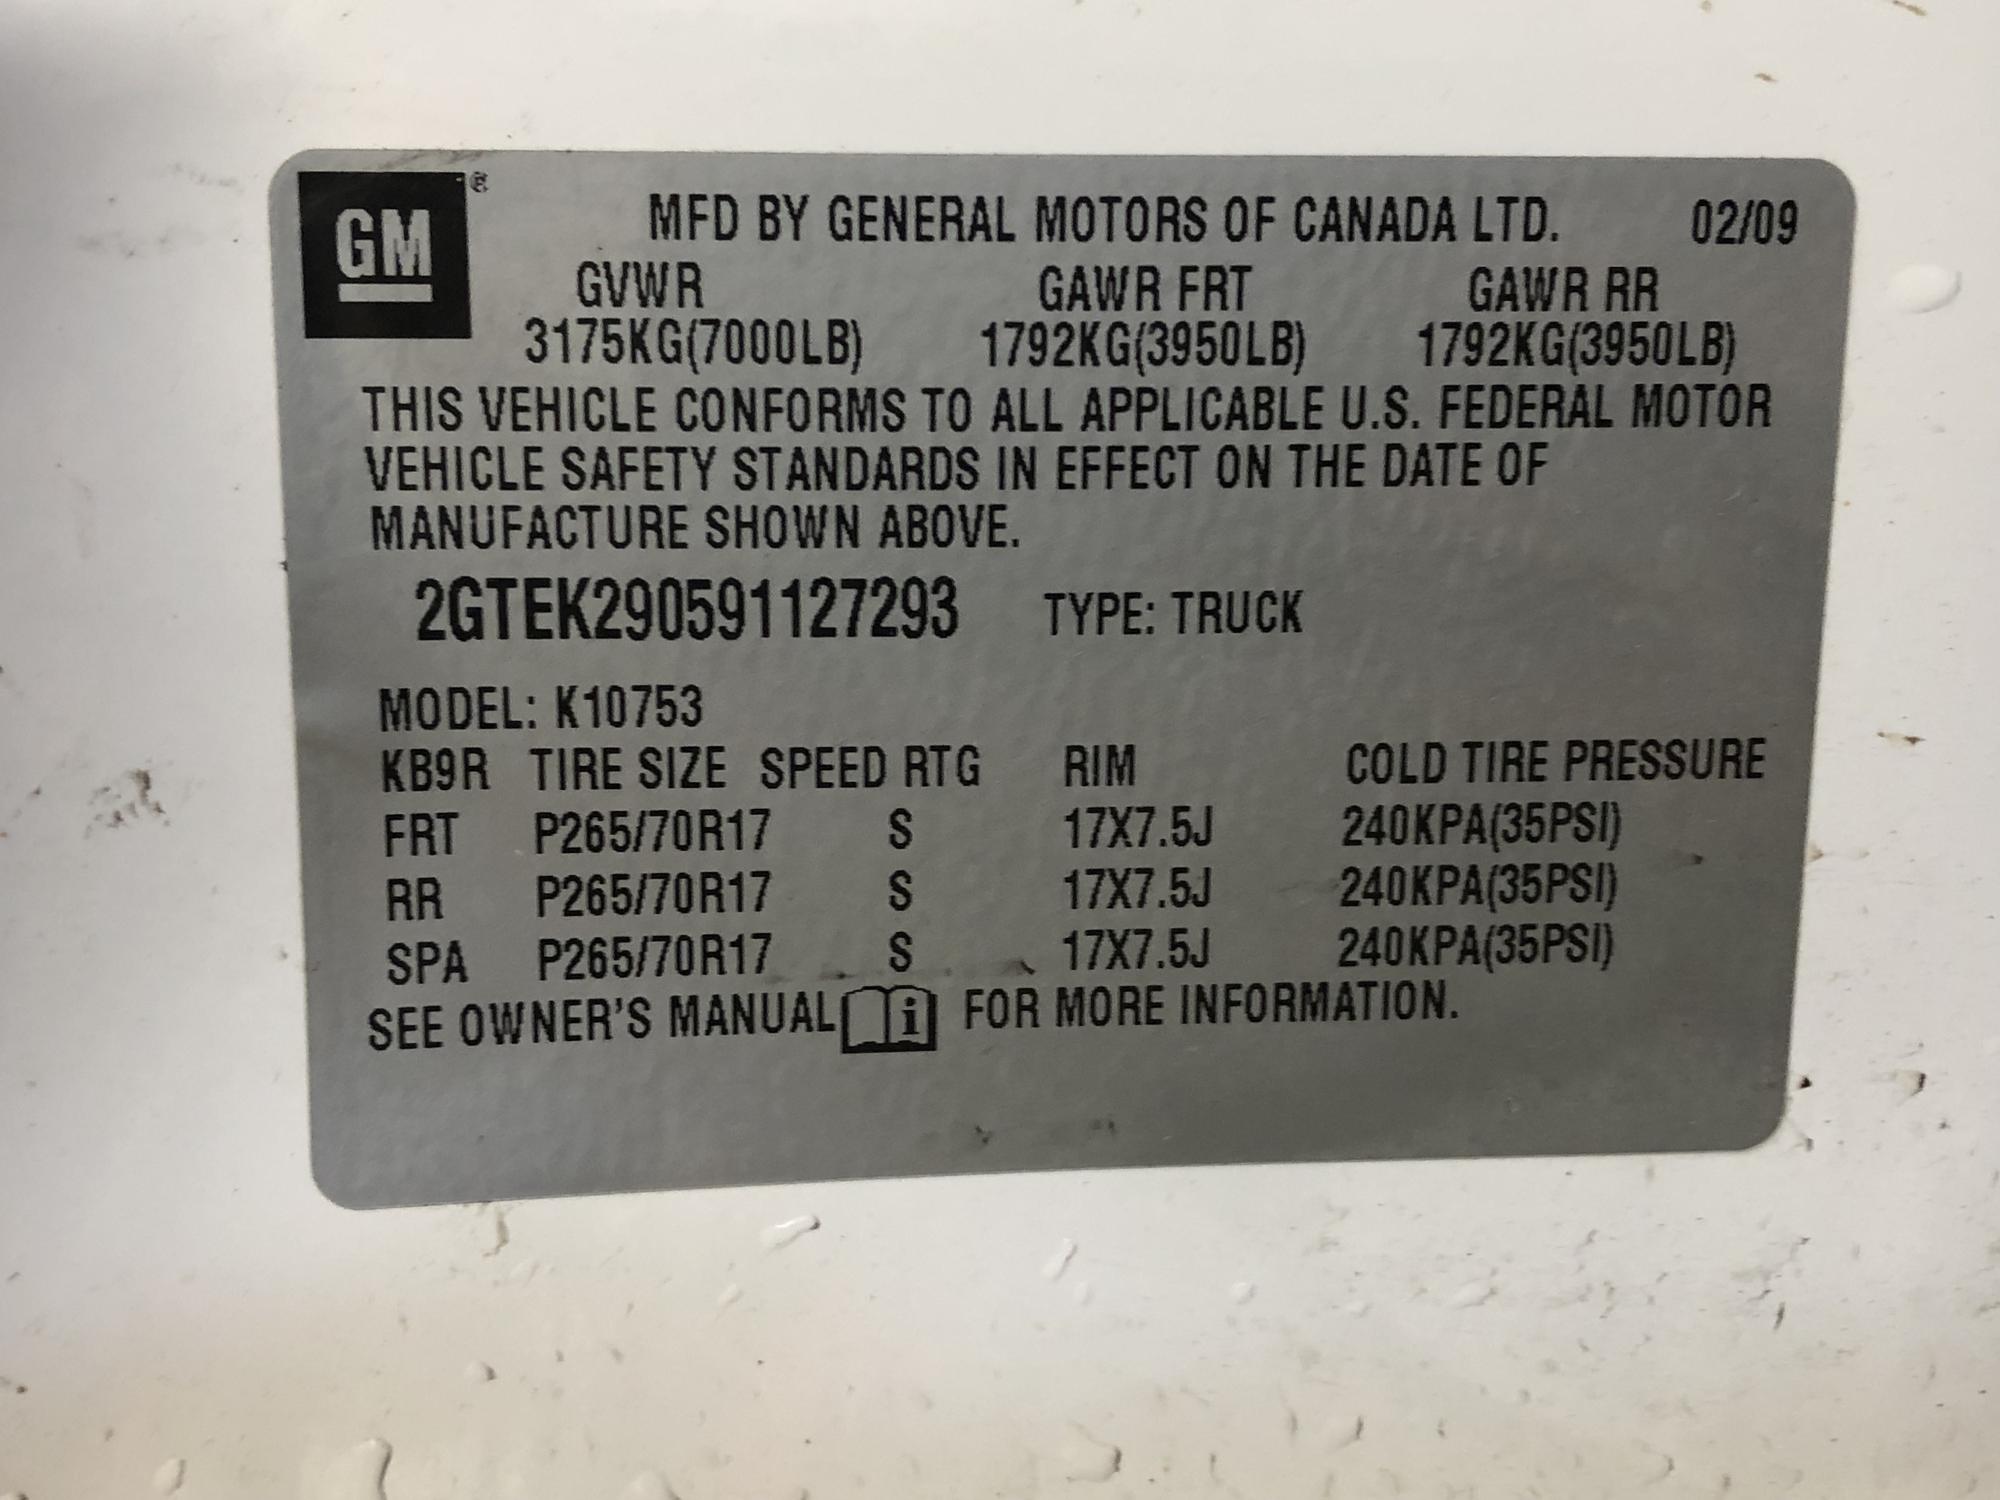 GM®
MFD BY GENERAL MOTORS OF CANADA LTD. 02/09
GVWR GAWR FRT GAWR RR
3175KG(7000LB) 1792KG(3950LB) 1792KG(3950LB)
THIS VEHICLE CONFORMS TO ALL APPLICABLE U.S. FEDERAL MOTOR
VEHICLE SAFETY STANDARDS IN EFFECT ON THE DATE OF
MANUFACTURE SHOWN ABOVE.
2GTEK290591127293 TYPE: TRUCK
MODEL: K10753
KB9R TIRE SIZE SPEED RTG RIM COLD TIRE PRESSURE
FRT P265/70R17 S 17X7.5J 240KPA(35PSI)
RR P265/70R17 S 17X7.5J 240KPA(35PSI)
SPA P265/70R17 S 17X7.5J 240KPA(35PSI)
SEE OWNER'S MANUAL i FOR MORE INFORMATION.